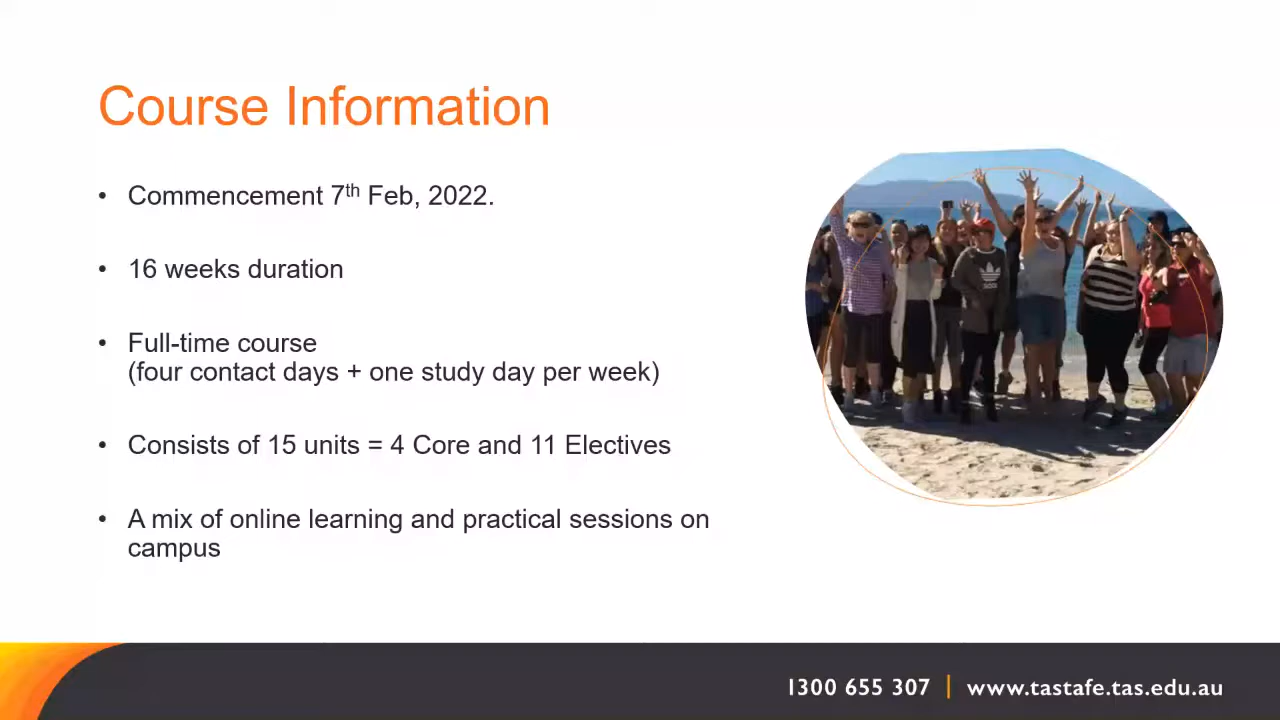 Course Information
• Commencement 7th Feb, 2022.
• 16 weeks duration
• Full-time course
(four contact days + one study day per week)
• Consists of 15 units = 4 Core and 11 Electives
• A mix of online learning and practical sessions on
campus
1300 655 307 | www.tastafe.tas.edu.au